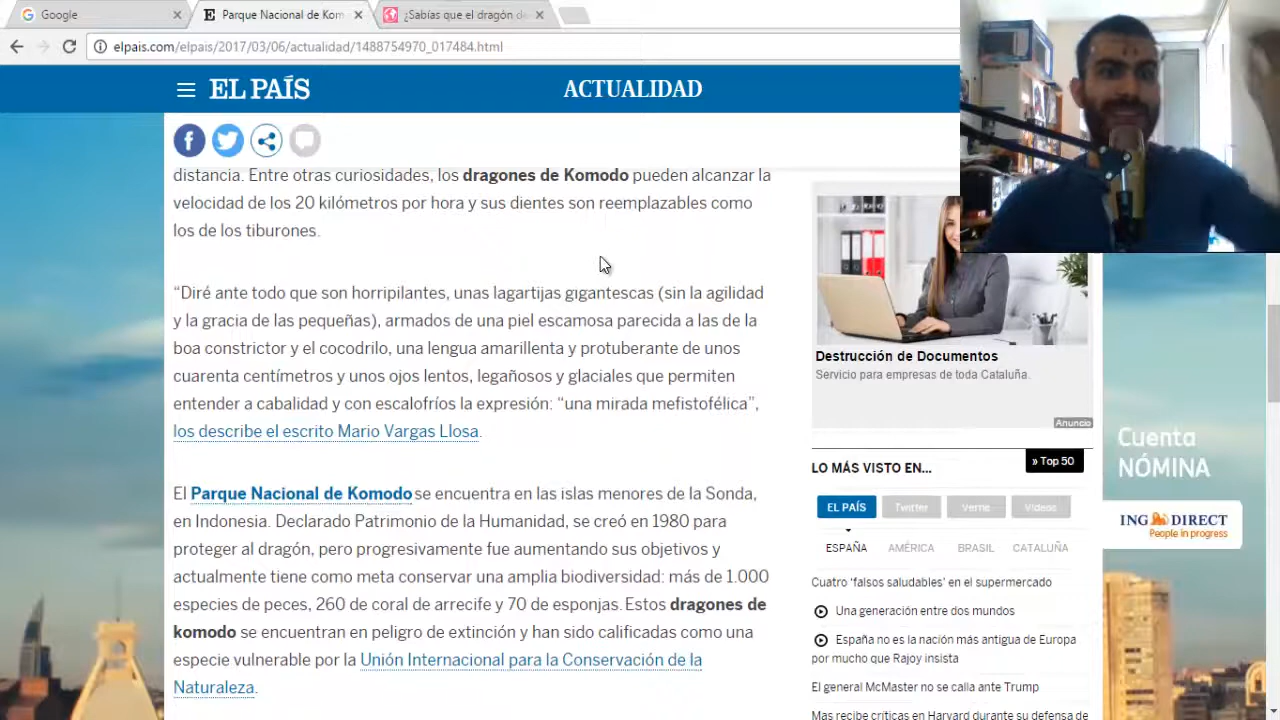 Google
Parque Nacional de Kom
¿Sabías que el dragón de
elpais.com/elpais/2017/03/06/actualidad/1488754970_017484.html
EL PAÍS
ACTUALIDAD
distancia. Entre otras curiosidades, los dragones de Komodo pueden alcanzar la
velocidad de los 20 kilómetros por hora y sus dientes son reemplazables como
los de los tiburones.
“Diré ante todo que son horripilantes, unas lagartijas gigantescas (sin la agilidad
y la gracia de las pequeñas), armados de una piel escamosa parecida a las de la
boa constrictor y el cocodrilo, una lengua amarillenta y protuberante de unos
cuarenta centímetros y unos ojos lentos, legañosos y glaciales que permiten
entender a cabalidad y con escalofríos la expresión: “una mirada mefistofélica”,
los describe el escrito Mario Vargas Llosa.
El Parque Nacional de Komodo se encuentra en las islas menores de la Sonda,
en Indonesia. Declarado Patrimonio de la Humanidad, se creó en 1980 para
proteger al dragón, pero progresivamente fue aumentando sus objetivos y
actualmente tiene como meta conservar una amplia biodiversidad: más de 1.000
especies de peces, 260 de coral de arrecife y 70 de esponjas. Estos dragones de
komodo se encuentran en peligro de extinción y han sido calificadas como una
especie vulnerable por la Unión Internacional para la Conservación de la
Naturaleza.
Destrucción de Documentos
Servicio para empresas de toda Cataluña.
Anuncio
LO MÁS VISTO EN...
» Top 50
EL PAÍS
Twitter
Verne
Vídeos
ESPAÑA
AMÉRICA
BRASIL
CATALUÑA
Cuatro ‘falsos saludables’ en el supermercado
Una generación entre dos mundos
España no es la nación más antigua de Europa
por mucho que Rajoy insista
El general McMaster no se calla ante Trump
Mas recibe críticas en Harvard durante su defensa de
Cuenta
NÓMINA
ING DIRECT
People in progress